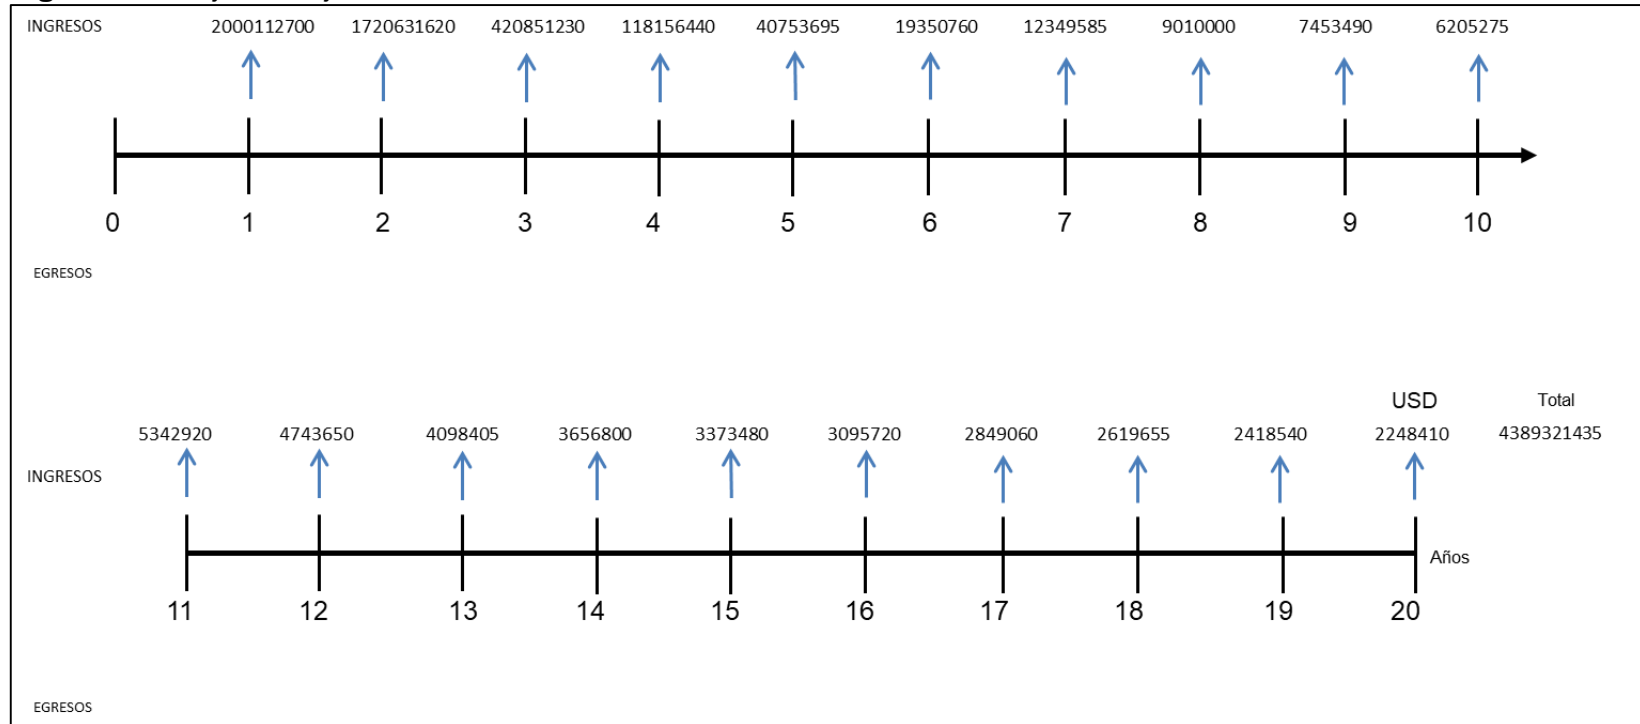 INGRESOS 2000112700 1720631620 420851230 118156440 40753695 19350760 12349585 9010000 7453490 6205275
0 1 2 3 4 5 6 7 8 9 10
EGRESOS
USD Total
5342920 4743650 4098405 3656800 3373480 3095720 2849060 2619655 2418540 2248410 4389321435
INGRESOS
Años
11 12 13 14 15 16 17 18 19 20
EGRESOS